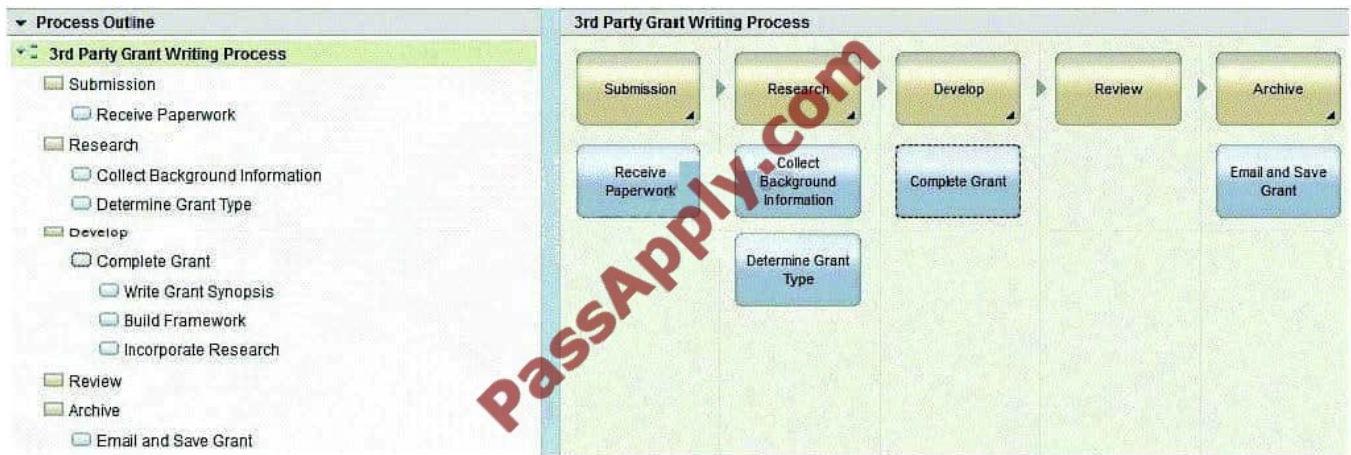 Process Outline
3rd Party Grant Writing Process
Submission
Receive Paperwork
Research
Collect Background Information
Determine Grant Type
Develop
Complete Grant
Write Grant Synopsis
Build Framework
Incorporate Research
Review
Archive
Email and Save Grant
3rd Party Grant Writing Process
Submission
Research
Develop
Review
Archive
Receive
Paperwork
Collect
Background
Information
Complete Grant
Email and Save
Grant
Determine Grant
Type
PassApply.com